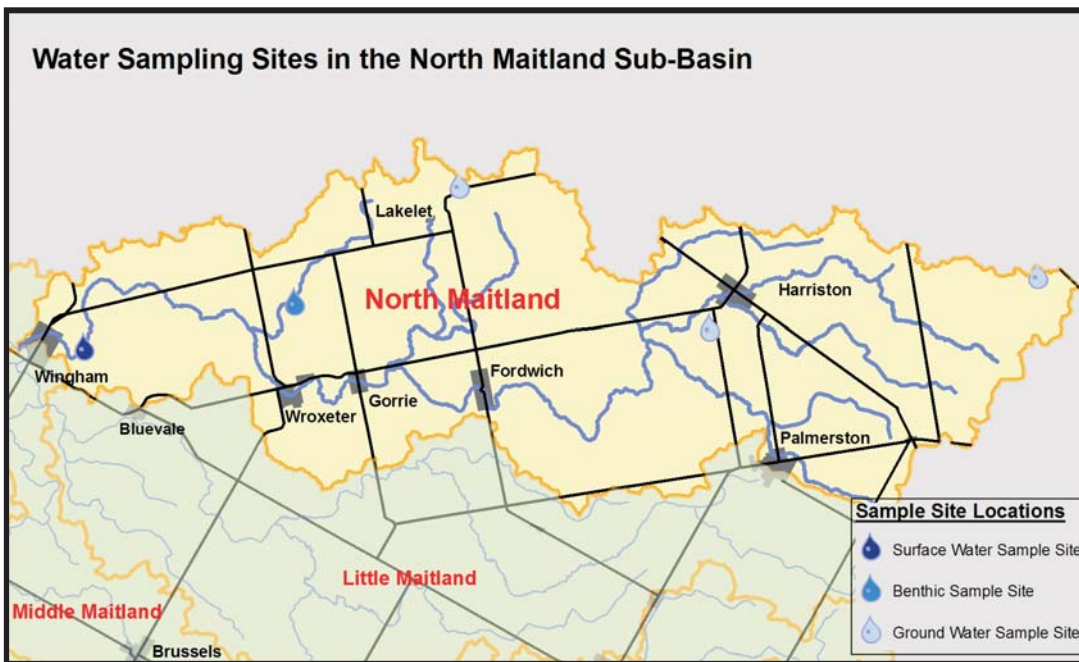 Water Sampling Sites in the North Maitland Sub-Basin
Lakelet
North Maitland
Harriston
Wingham
Fordwich
Gorrie
Wroxeter
Bluevale
Palmerston
Sample Site Locations
Surface Water Sample Site
Benthic Sample Site
Ground Water Sample Site
Little Maitland
Middle Maitland
Brussels